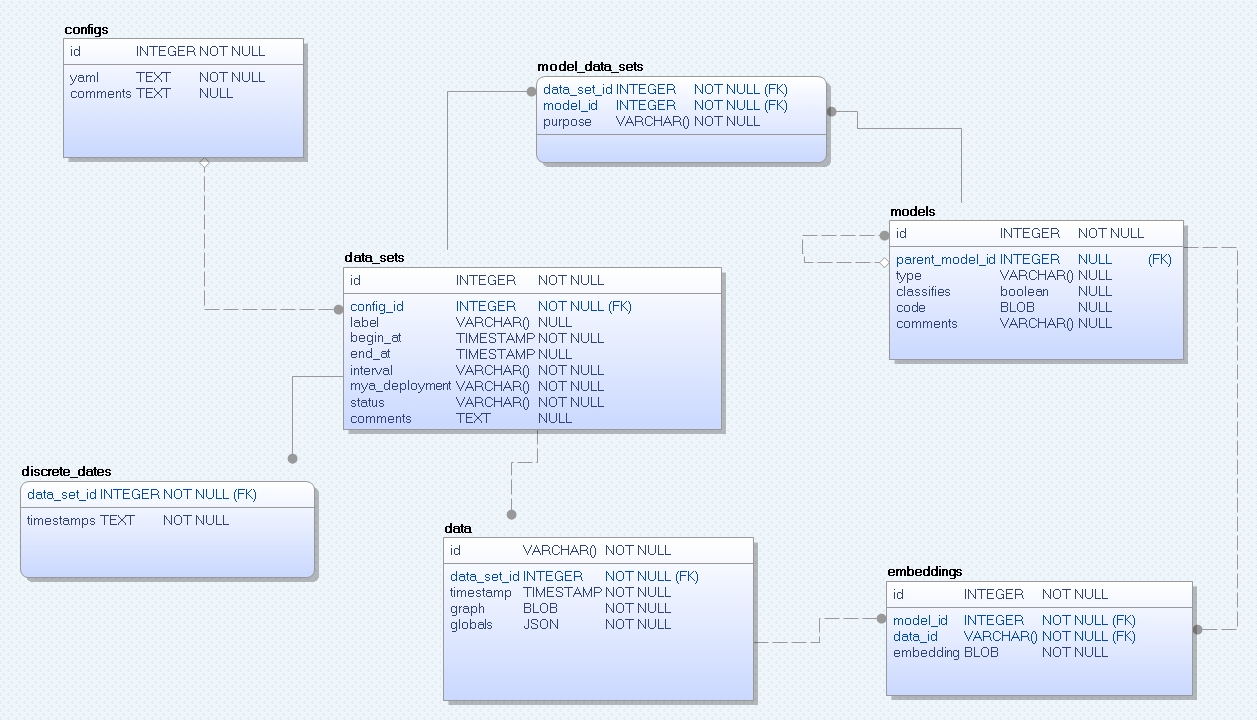 configs
id INTEGER NOT NULL
yaml TEXT NOT NULL
comments TEXT NULL
model_data_sets
data_set_id INTEGER NOT NULL (FK)
model_id INTEGER NOT NULL (FK)
purpose VARCHAR() NOT NULL
models
id INTEGER NOT NULL
parent_model_id INTEGER NULL (FK)
type VARCHAR() NULL
classifies boolean NULL
code BLOB NULL
comments VARCHAR() NULL
data_sets
id INTEGER NOT NULL
config_id INTEGER NOT NULL (FK)
label VARCHAR() NULL
begin_at TIMESTAMP NOT NULL
end_at TIMESTAMP NULL
interval VARCHAR() NOT NULL
mya_deployment VARCHAR() NOT NULL
status VARCHAR() NOT NULL
comments TEXT NULL
discrete_dates
data_set_id INTEGER NOT NULL (FK)
timestamps TEXT NOT NULL
data
id VARCHAR() NOT NULL
data_set_id INTEGER NOT NULL (FK)
timestamp TIMESTAMP NOT NULL
graph BLOB NOT NULL
globals JSON NOT NULL
embeddings
id INTEGER NOT NULL
model_id INTEGER NOT NULL (FK)
data_id VARCHAR() NOT NULL (FK)
embedding BLOB NOT NULL